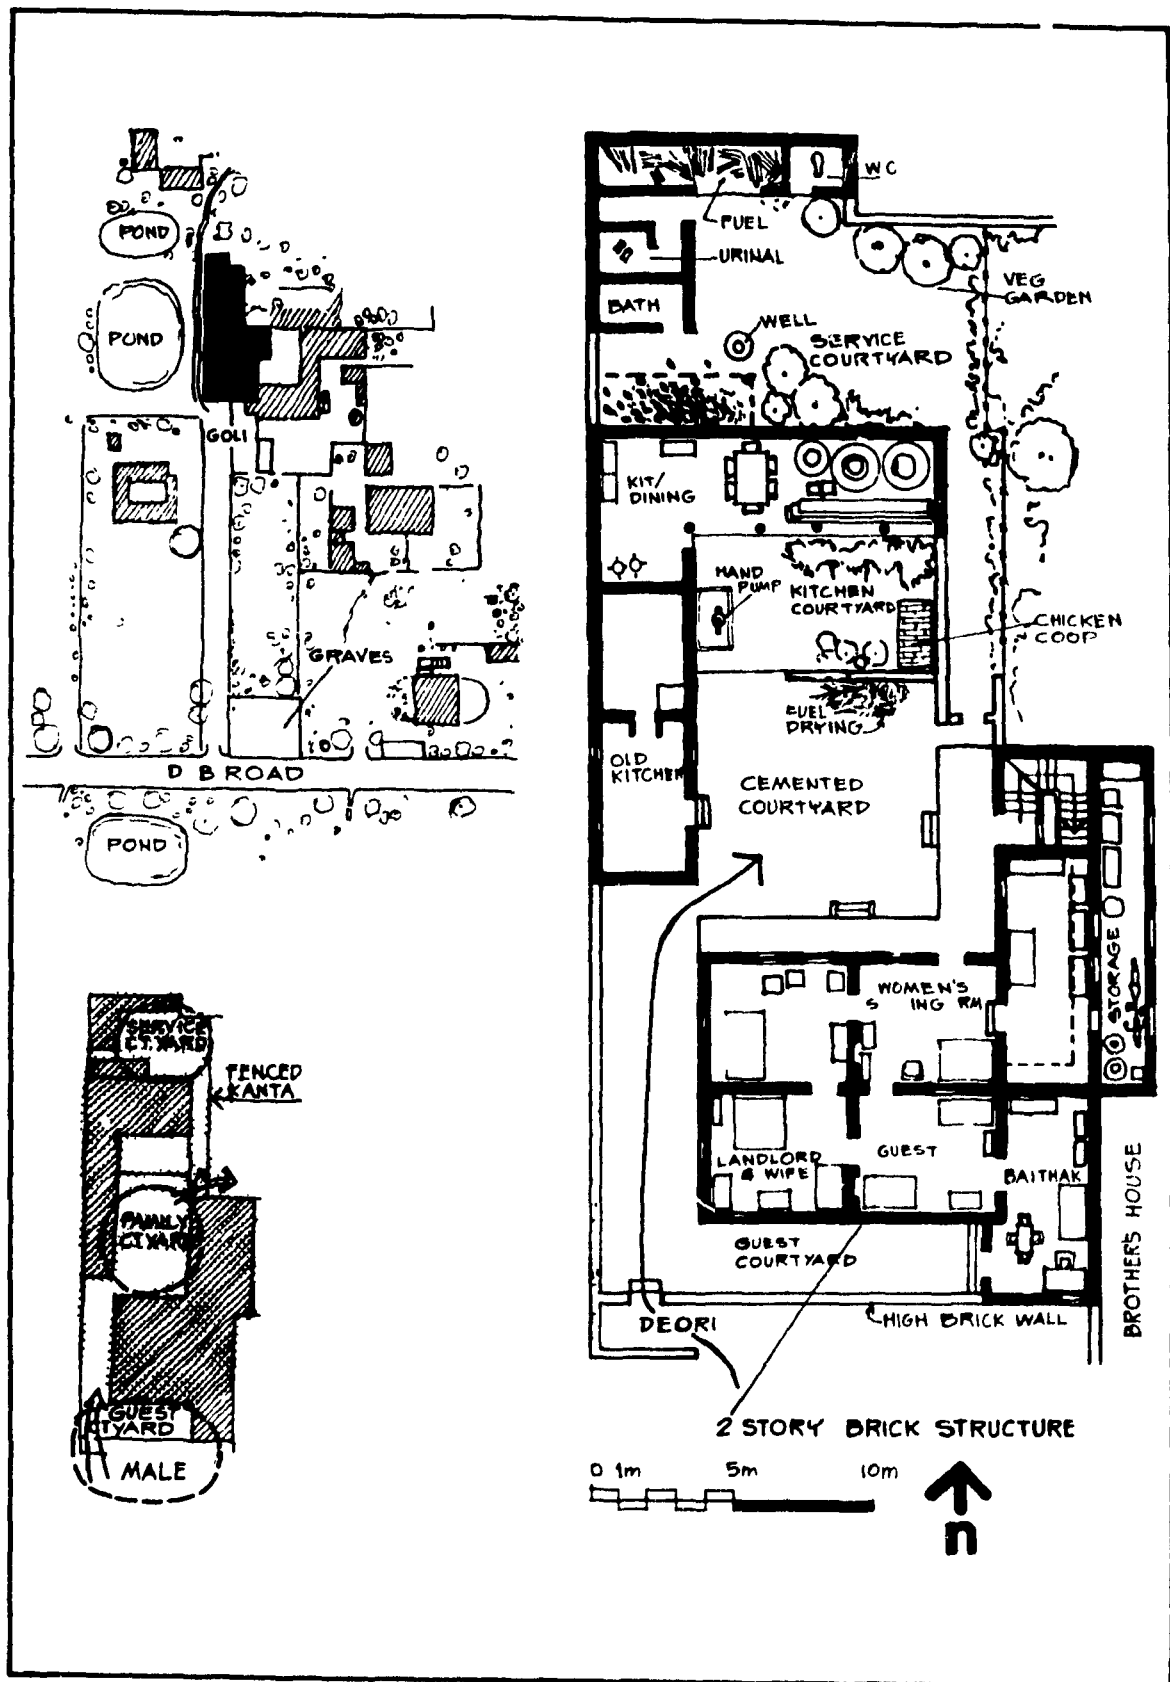 POND
POND
GOLI
GRAVES
D B ROAD
POND
SERVICE
CT.YARD
FENCED
KANTA
FAMILY
CT.YARD
GUEST
CTYARD
MALE
WC
FUEL
URINAL
BATH
VEG
GARDEN
WELL
SERVICE
COURTYARD
KIT/
DINING
HAND
PUMP
KITCHEN
COURTYARD
CHICKEN
COOP
FUEL
DRYING
OLD
KITCHEN
CEMENTED
COURTYARD
STORAGE
WOMEN'S
RM
LANDLORD
& WIFE
GUEST
BAITHAK
BROTHER'S HOUSE
GUEST
COURTYARD
DEORI
HIGH BRICK WALL
2 STORY BRICK STRUCTURE
0 1m 5m 10m
n